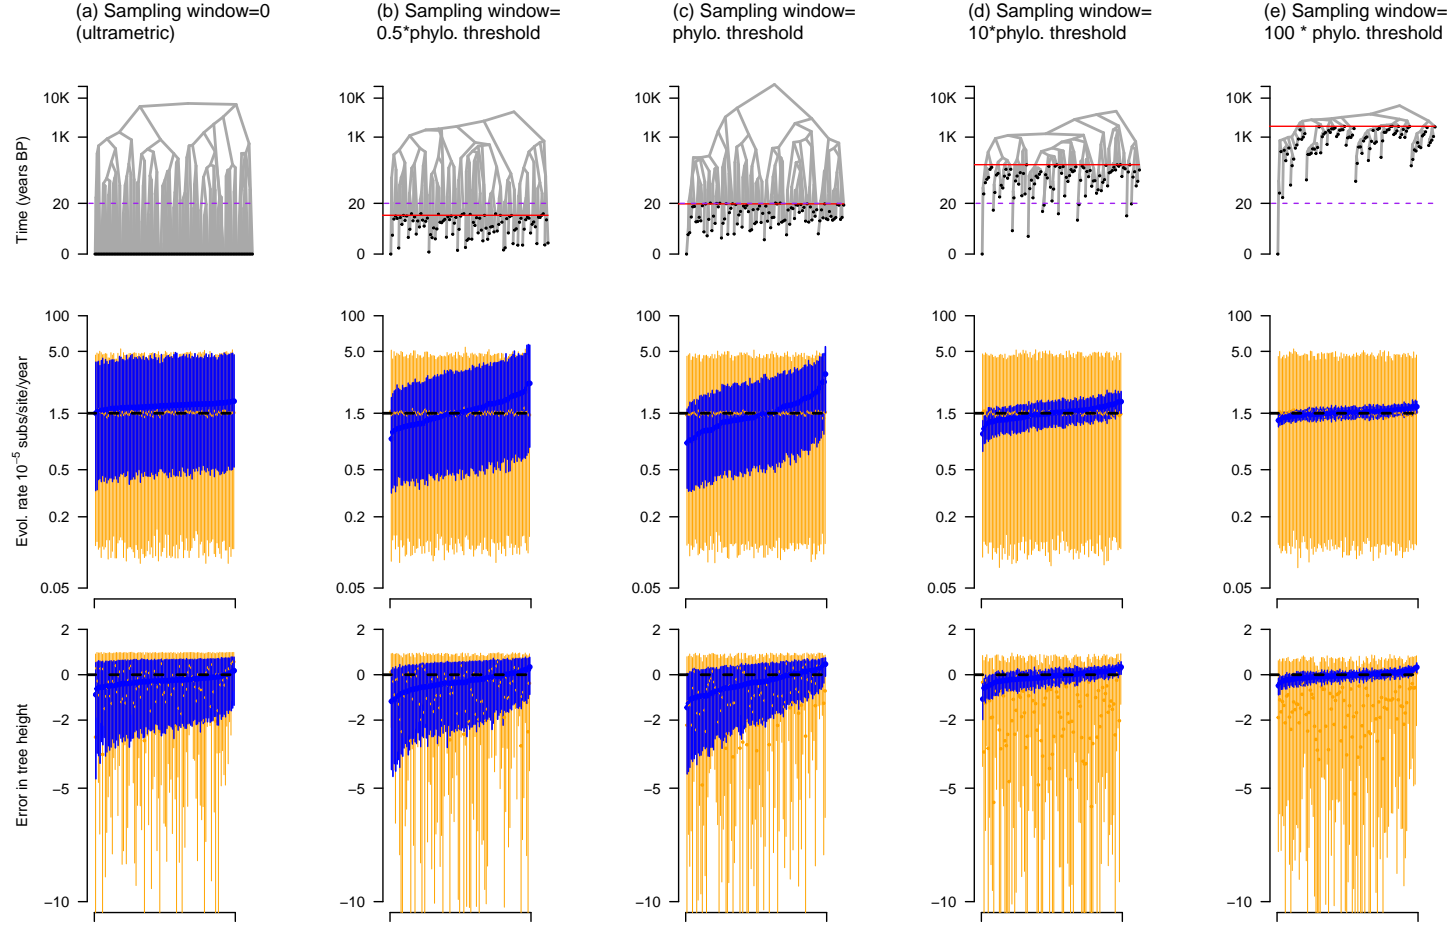 (a) Sampling window=0
(ultrametric)
(b) Sampling window=
0.5*phylo. threshold
(c) Sampling window=
phylo. threshold
(d) Sampling window=
10*phylo. threshold
(e) Sampling window=
100 * phylo. threshold
Time (years BP)
10K
1K
20
0
10K
1K
20
0
10K
1K
20
0
10K
1K
20
0
10K
1K
20
0
Evol. rate 10⁻⁵ subs/site/year
100
5.0
1.5
0.5
0.2
0.05
100
5.0
1.5
0.5
0.2
0.05
100
5.0
1.5
0.5
0.2
0.05
100
5.0
1.5
0.5
0.2
0.05
100
5.0
1.5
0.5
0.2
0.05
Error in tree height
2
0
−2
−5
−10
2
0
−2
−5
−10
2
0
−2
−5
−10
2
0
−2
−5
−10
2
0
−2
−5
−10